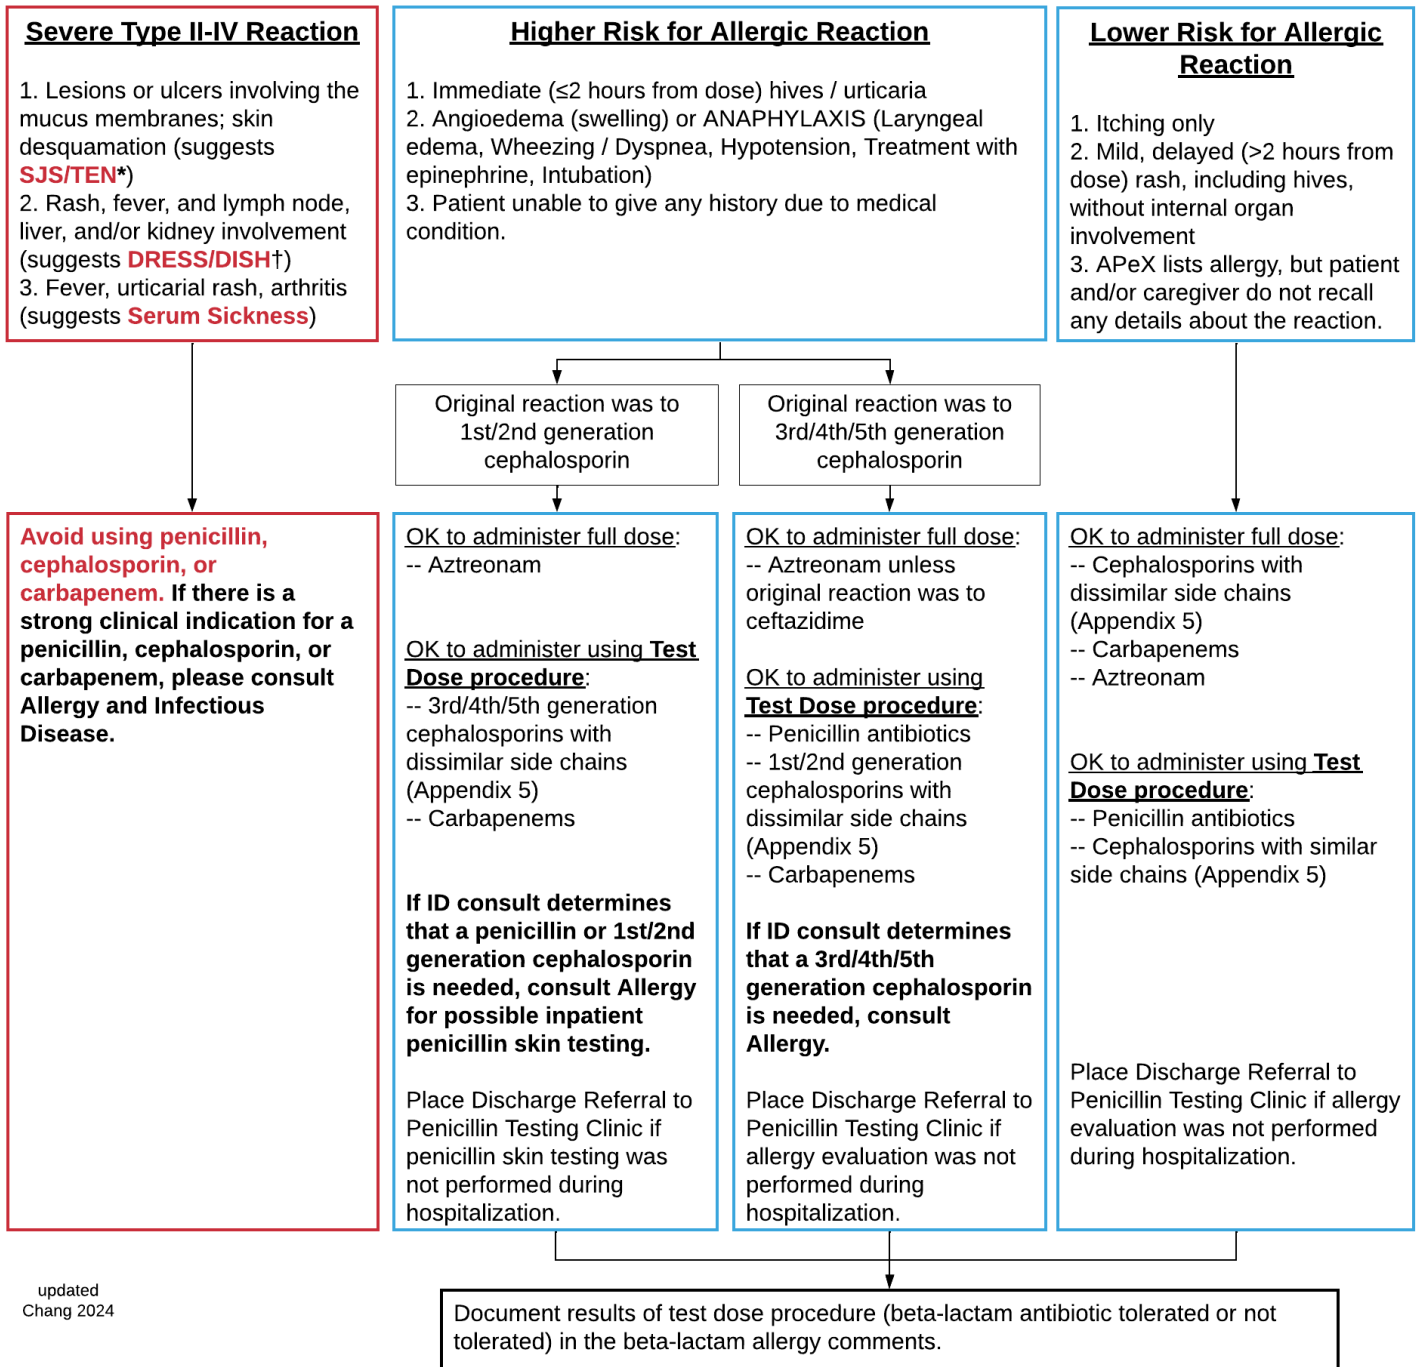 Severe Type II-IV Reaction
1. Lesions or ulcers involving the
mucus membranes; skin
desquamation (suggests
SJS/TEN*)
2. Rash, fever, and lymph node,
liver, and/or kidney involvement
(suggests DRESS/DISH†)
3. Fever, urticarial rash, arthritis
(suggests Serum Sickness)
Higher Risk for Allergic Reaction
1. Immediate (≤2 hours from dose) hives / urticaria
2. Angioedema (swelling) or ANAPHYLAXIS (Laryngeal
edema, Wheezing / Dyspnea, Hypotension, Treatment with
epinephrine, Intubation)
3. Patient unable to give any history due to medical
condition.
Lower Risk for Allergic
Reaction
1. Itching only
2. Mild, delayed (>2 hours from
dose) rash, including hives,
without internal organ
involvement
3. APeX lists allergy, but patient
and/or caregiver do not recall
any details about the reaction.
Original reaction was to
1st/2nd generation
cephalosporin
Original reaction was to
3rd/4th/5th generation
cephalosporin
Avoid using penicillin,
cephalosporin, or
carbapenem. If there is a
strong clinical indication for a
penicillin, cephalosporin, or
carbapenem, please consult
Allergy and Infectious
Disease.
OK to administer full dose:
-- Aztreonam
OK to administer using Test
Dose procedure:
-- 3rd/4th/5th generation
cephalosporins with
dissimilar side chains
(Appendix 5)
-- Carbapenems
If ID consult determines
that a penicillin or 1st/2nd
generation cephalosporin
is needed, consult Allergy
for possible inpatient
penicillin skin testing.
Place Discharge Referral to
Penicillin Testing Clinic if
penicillin skin testing was
not performed during
hospitalization.
OK to administer full dose:
-- Aztreonam unless
original reaction was to
ceftazidime
OK to administer using
Test Dose procedure:
-- Penicillin antibiotics
-- 1st/2nd generation
cephalosporins with
dissimilar side chains
(Appendix 5)
-- Carbapenems
If ID consult determines
that a 3rd/4th/5th
generation cephalosporin
is needed, consult
Allergy.
Place Discharge Referral to
Penicillin Testing Clinic if
allergy evaluation was not
performed during
hospitalization.
OK to administer full dose:
-- Cephalosporins with
dissimilar side chains
(Appendix 5)
-- Carbapenems
-- Aztreonam
OK to administer using Test
Dose procedure:
-- Penicillin antibiotics
-- Cephalosporins with similar
side chains (Appendix 5)
Place Discharge Referral to
Penicillin Testing Clinic if allergy
evaluation was not performed
during hospitalization.
updated
Chang 2024
Document results of test dose procedure (beta-lactam antibiotic tolerated or not
tolerated) in the beta-lactam allergy comments.